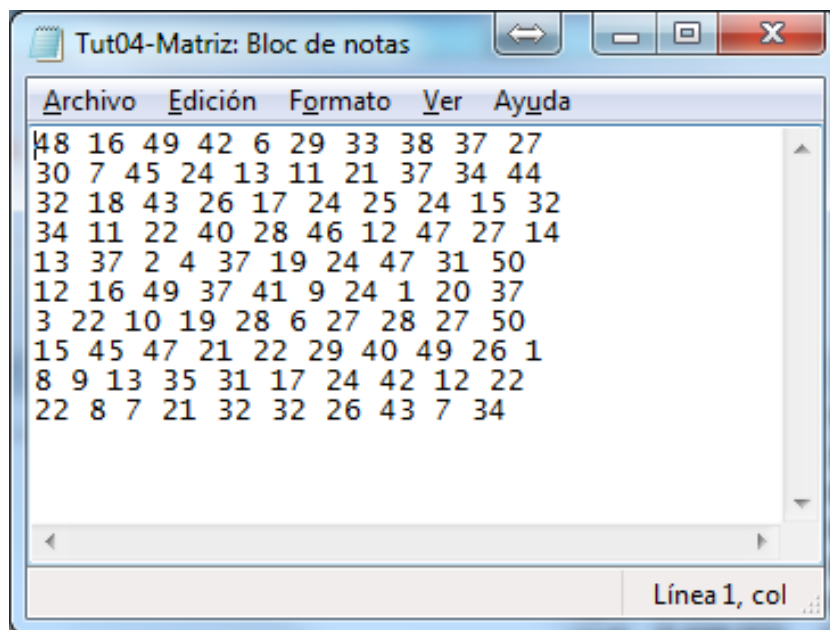 Tut04-Matriz: Bloc de notas
Archivo Edición Formato Ver Ayuda
48 16 49 42 6 29 33 38 37 27
30 7 45 24 13 11 21 37 34 44
32 18 43 26 17 24 25 24 15 32
34 11 22 40 28 46 12 47 27 14
13 37 2 4 37 19 24 47 31 50
12 16 49 37 41 9 24 1 20 37
3 22 10 19 28 6 27 28 27 50
15 45 47 21 22 29 40 49 26 1
8 9 13 35 31 17 24 42 12 22
22 8 7 21 32 32 26 43 7 34
Línea 1, col